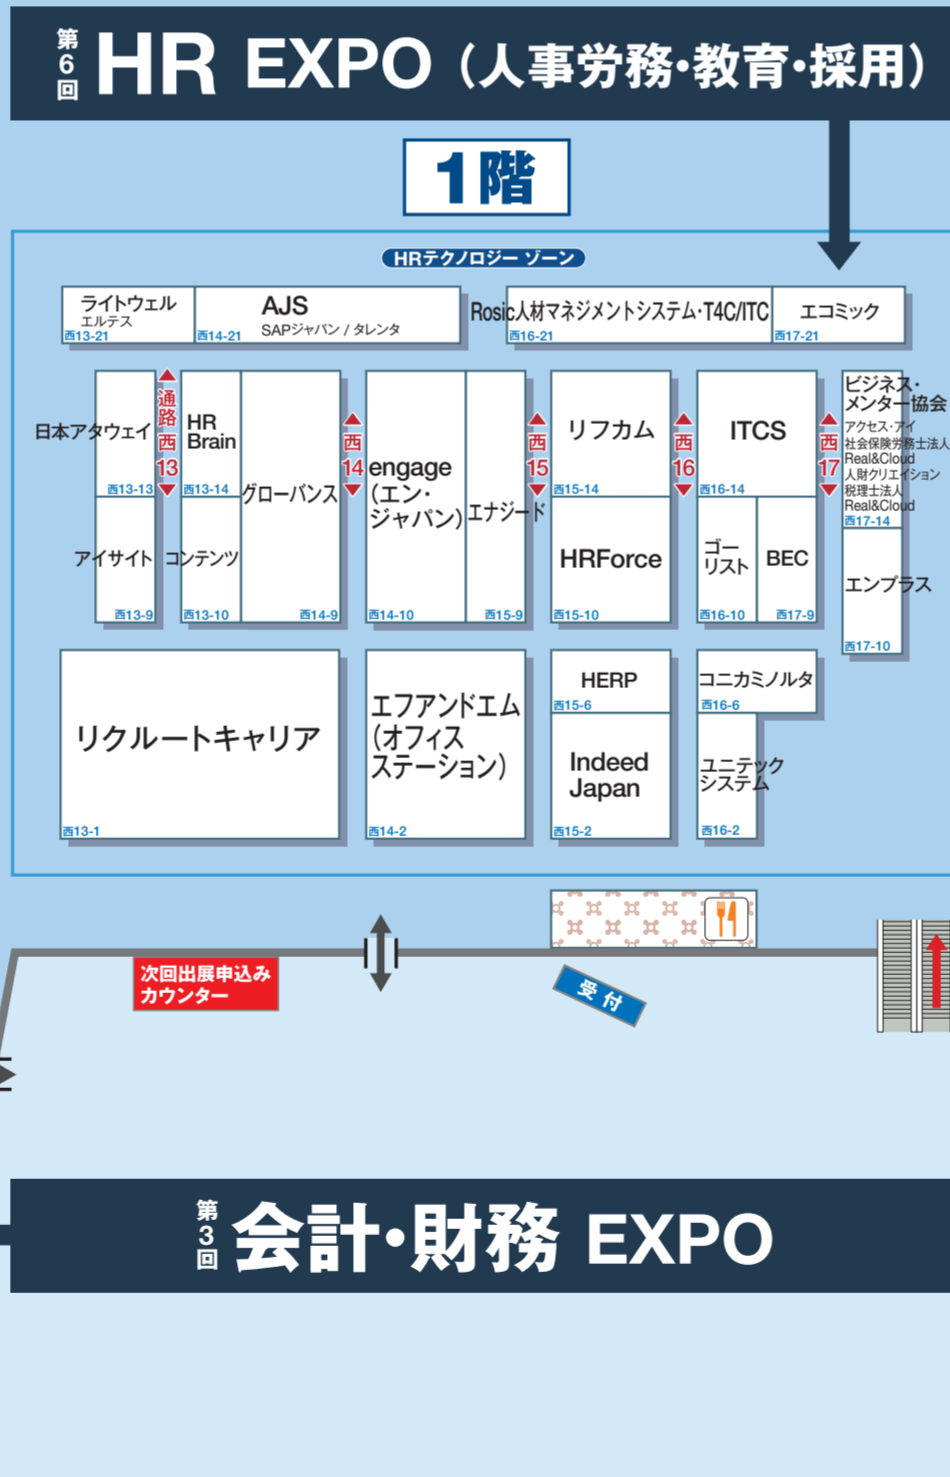 第6回 HR EXPO（人事労務・教育・採用）
1階
HRテクノロジー ゾーン
ライトウェル
エルテス
西13-21
AJS
SAPジャパン / タレンタ
西14-21
Rosic人材マネジメントシステム・T4C/ITC
西16-21
エコミック
西17-21
日本アタウェイ
西13-13
通路西13
HR
Brain
西13-14
グローバンス
西14-9
西14
engage
(エン・
ジャパン)
西14-10
エナジード
西15-9
西15
リフカム
西15-14
西16
ITCS
西16-14
西17
ビジネス・
メンター協会
アクセス・アイ
社会保険労務士法人
Real&Cloud
人財クリエイション
税理士法人
Real&Cloud
西17-14
アイサイト
西13-9
コンテンツ
西13-10
HRForce
西15-10
ゴー
リスト
西16-10
BEC
西17-9
エンプラス
西17-10
リクルートキャリア
西13-1
エフアンドエム
(オフィス
ステーション)
西14-2
HERP
西15-6
Indeed
Japan
西15-2
コニカミノルタ
西16-6
ユニテック
システム
西16-2
次回出展申込み
カウンター
受付
第3回 会計・財務 EXPO